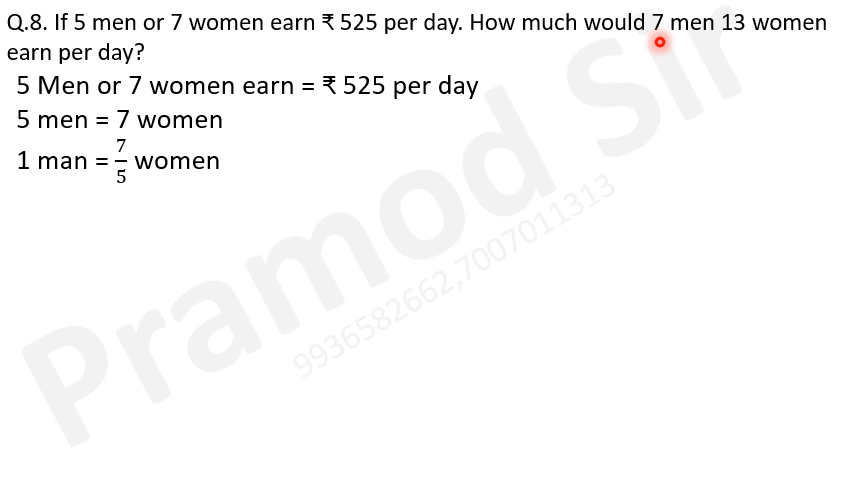 Q.8. If 5 men or 7 women earn ₹ 525 per day. How much would 7 men 13 women
earn per day?
5 Men or 7 women earn = ₹ 525 per day
5 men = 7 women
1 man = 7/5 women
Pramod Sir
9936582662,7007011313